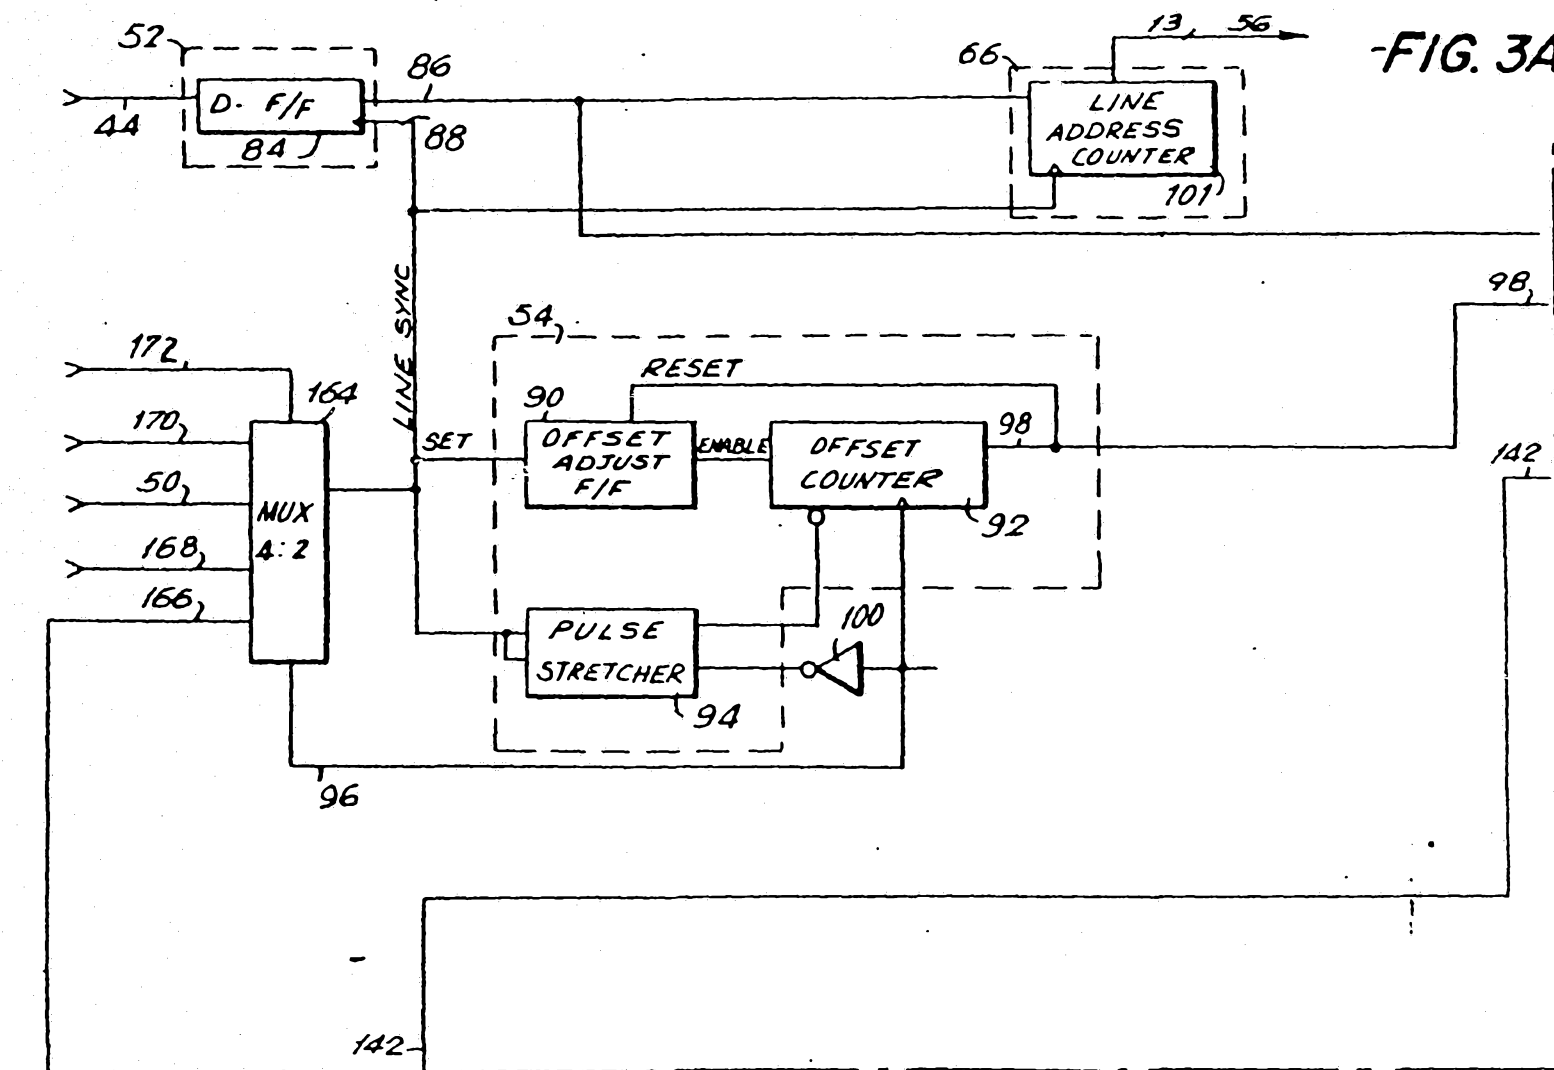 52
D- F/F
84
44
86
88
66
13 56
-FIG. 3A
LINE
ADDRESS
COUNTER
101
LINE SYNC
98
54
RESET
172
164
170
50
168
166
MUX
4:2
SET
90
OFFSET
ADJUST
F/F
ENABLE
OFFSET
COUNTER
98
92
142
PULSE
STRETCHER
94
100
96
142